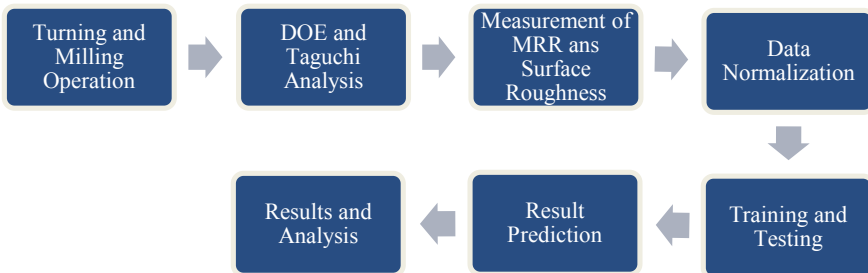 Turning and
Milling
Operation
DOE and
Taguchi
Analysis
Measurement of
MRR ans
Surface
Roughness
Data
Normalization
Training and
Testing
Result
Prediction
Results and
Analysis